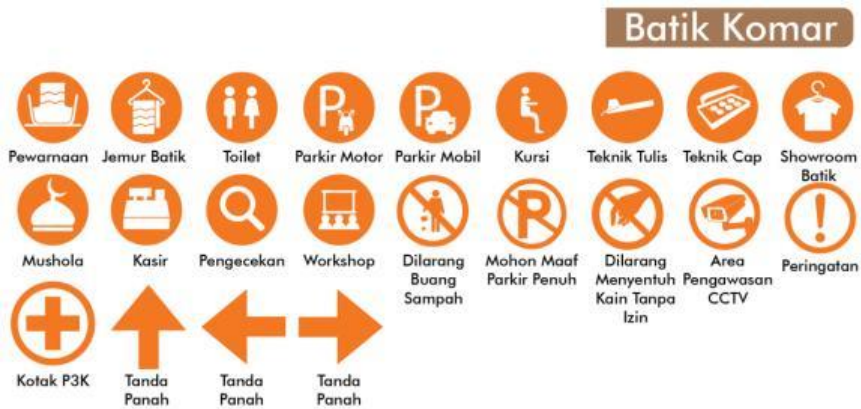 Batik Komar
Pewarnaan
Jemur Batik
Toilet
Parkir Motor
Parkir Mobil
Kursi
Teknik Tulis
Teknik Cap
Showroom
Batik
Mushola
Kasir
Pengecekan
Workshop
Dilarang
Buang
Sampah
Mohon Maaf
Parkir Penuh
Dilarang
Menyentuh
Kain Tanpa
Izin
Area
Pengawasan
CCTV
Peringatan
Kotak P3K
Tanda
Panah
Tanda
Panah
Tanda
Panah